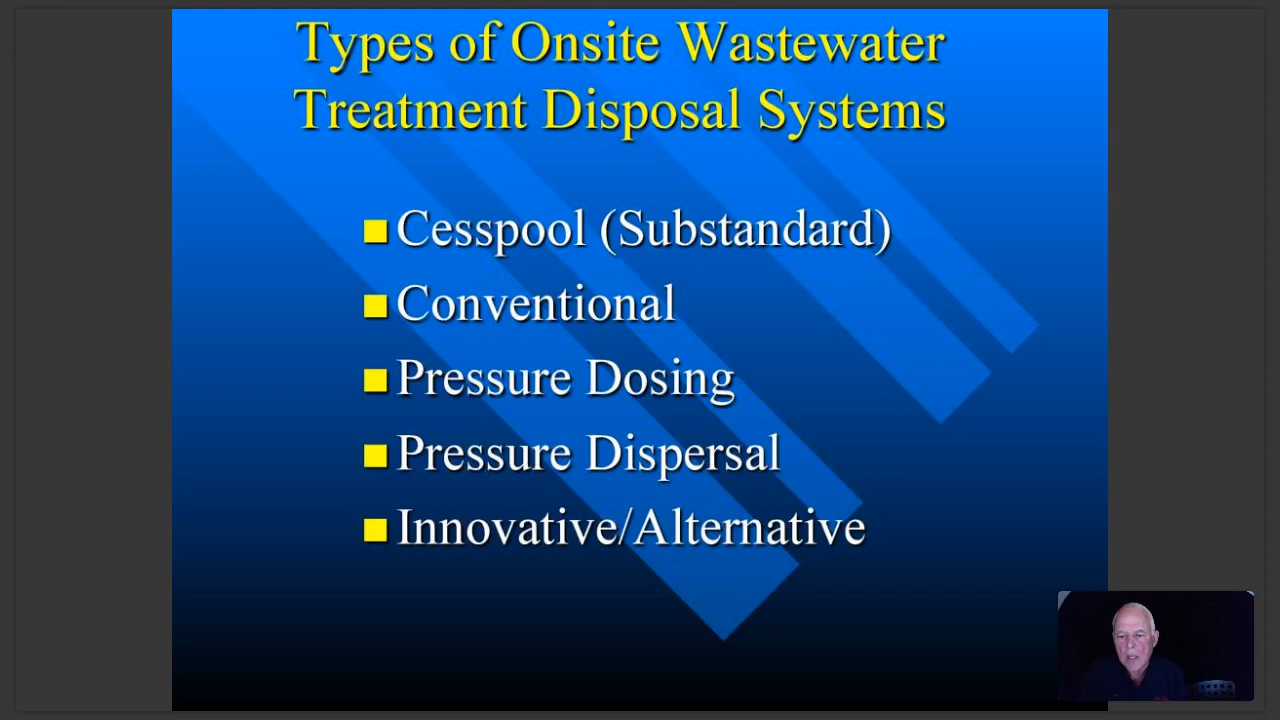 Types of Onsite Wastewater
Treatment Disposal Systems
Cesspool (Substandard)
Conventional
Pressure Dosing
Pressure Dispersal
Innovative/Alternative